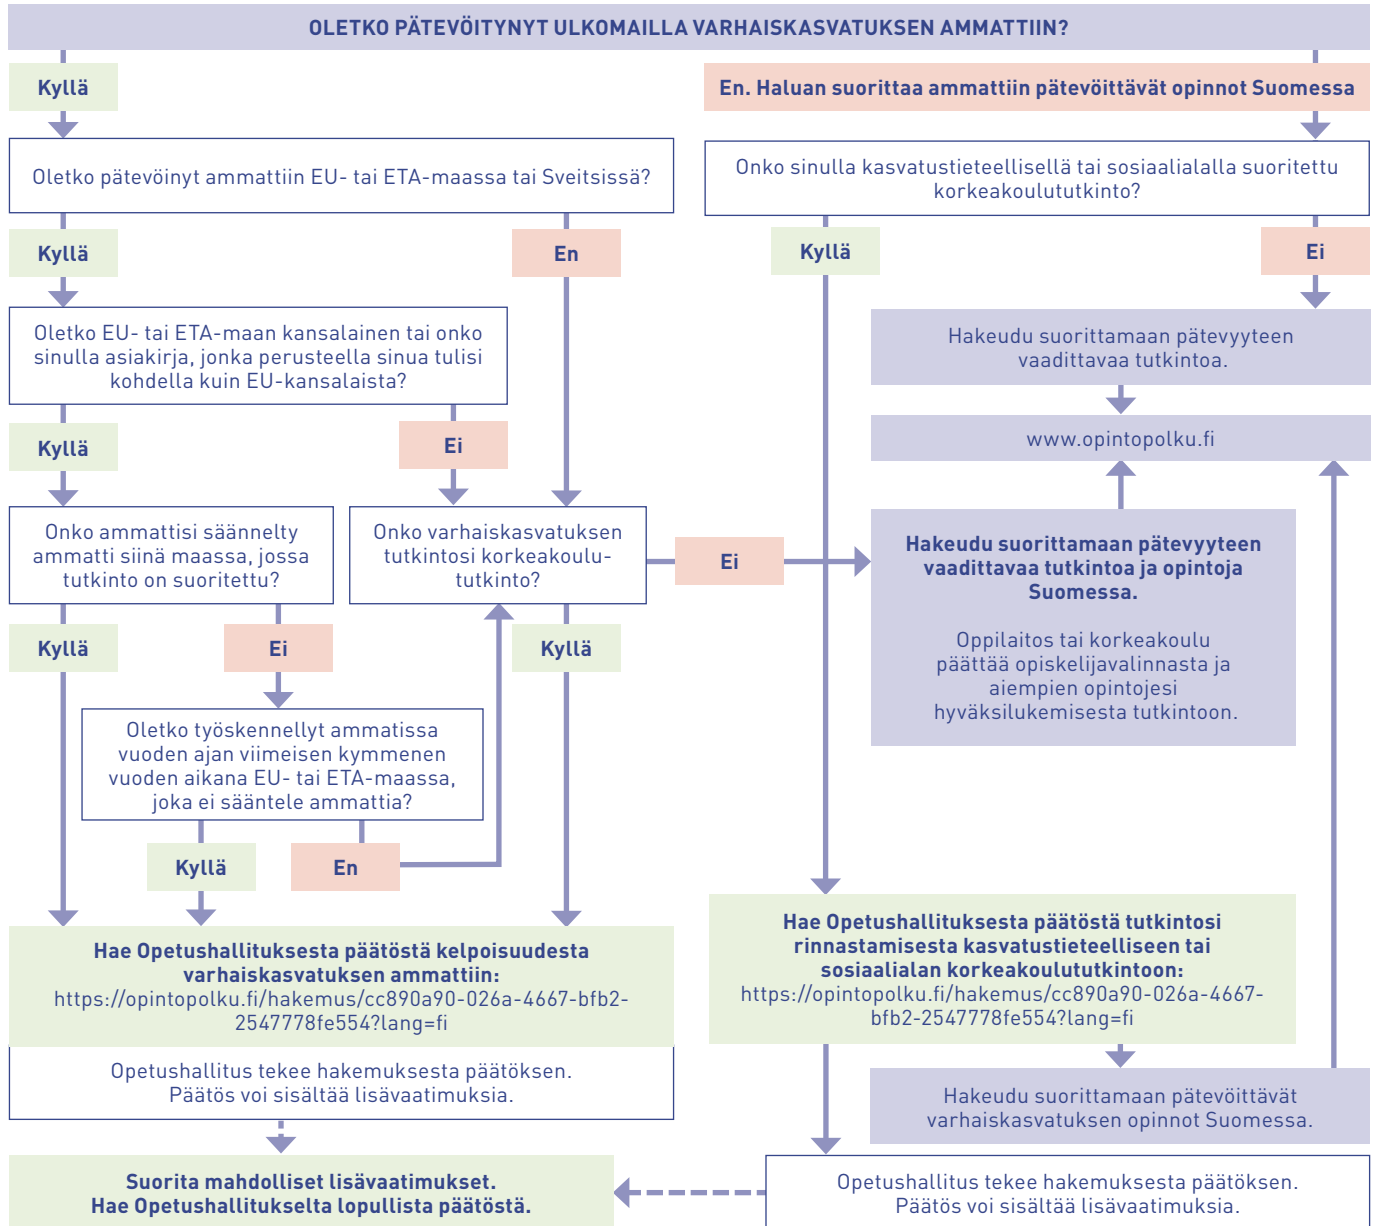 OLETKO PÄTEVÖITYNYT ULKOMAILLA VARHAISKASVATUKSEN AMMATTIIN?
Kyllä
En. Haluan suorittaa ammattiin pätevöittävät opinnot Suomessa
Oletko pätevöinyt ammattiin EU- tai ETA-maassa tai Sveitsissä?
Onko sinulla kasvatustieteellisellä tai sosiaalialalla suoritettu
korkeakoulututkinto?
Kyllä
En
Kyllä
Ei
Oletko EU- tai ETA-maan kansalainen tai onko
sinulla asiakirja, jonka perusteella sinua tulisi
kohdella kuin EU-kansalaista?
Hakeudu suorittamaan pätevyyteen
vaadittavaa tutkintoa.
Kyllä
Ei
www.opintopolku.fi
Onko ammattisi säännelty
ammatti siinä maassa, jossa
tutkinto on suoritettu?
Onko varhaiskasvatuksen
tutkintosi korkeakoulu-
tutkinto?
Ei
Hakeudu suorittamaan pätevyyteen
vaadittavaa tutkintoa ja opintoja
Suomessa.
Oppilaitos tai korkeakoulu
päättää opiskelijavalinnasta ja
aiempien opintojesi
hyväksilukemisesta tutkintoon.
Kyllä
Ei
Kyllä
Oletko työskennellyt ammatissa
vuoden ajan viimeisen kymmenen
vuoden aikana EU- tai ETA-maassa,
joka ei sääntele ammattia?
Kyllä
En
Hae Opetushallituksesta päätöstä kelpoisuudesta
varhaiskasvatuksen ammattiin:
https://opintopolku.fi/hakemus/cc890a90-026a-4667-bfb2-
2547778fe554?lang=fi
Opetushallitus tekee hakemuksesta päätöksen.
Päätös voi sisältää lisävaatimuksia.
Hae Opetushallituksesta päätöstä tutkintosi
rinnastamisesta kasvatustieteelliseen tai
sosiaalialan korkeakoulututkintoon:
https://opintopolku.fi/hakemus/cc890a90-026a-4667-
bfb2-2547778fe554?lang=fi
Hakeudu suorittamaan pätevöittävät
varhaiskasvatuksen opinnot Suomessa.
Suorita mahdolliset lisävaatimukset.
Hae Opetushallitukselta lopullista päätöstä.
Opetushallitus tekee hakemuksesta päätöksen.
Päätös voi sisältää lisävaatimuksia.